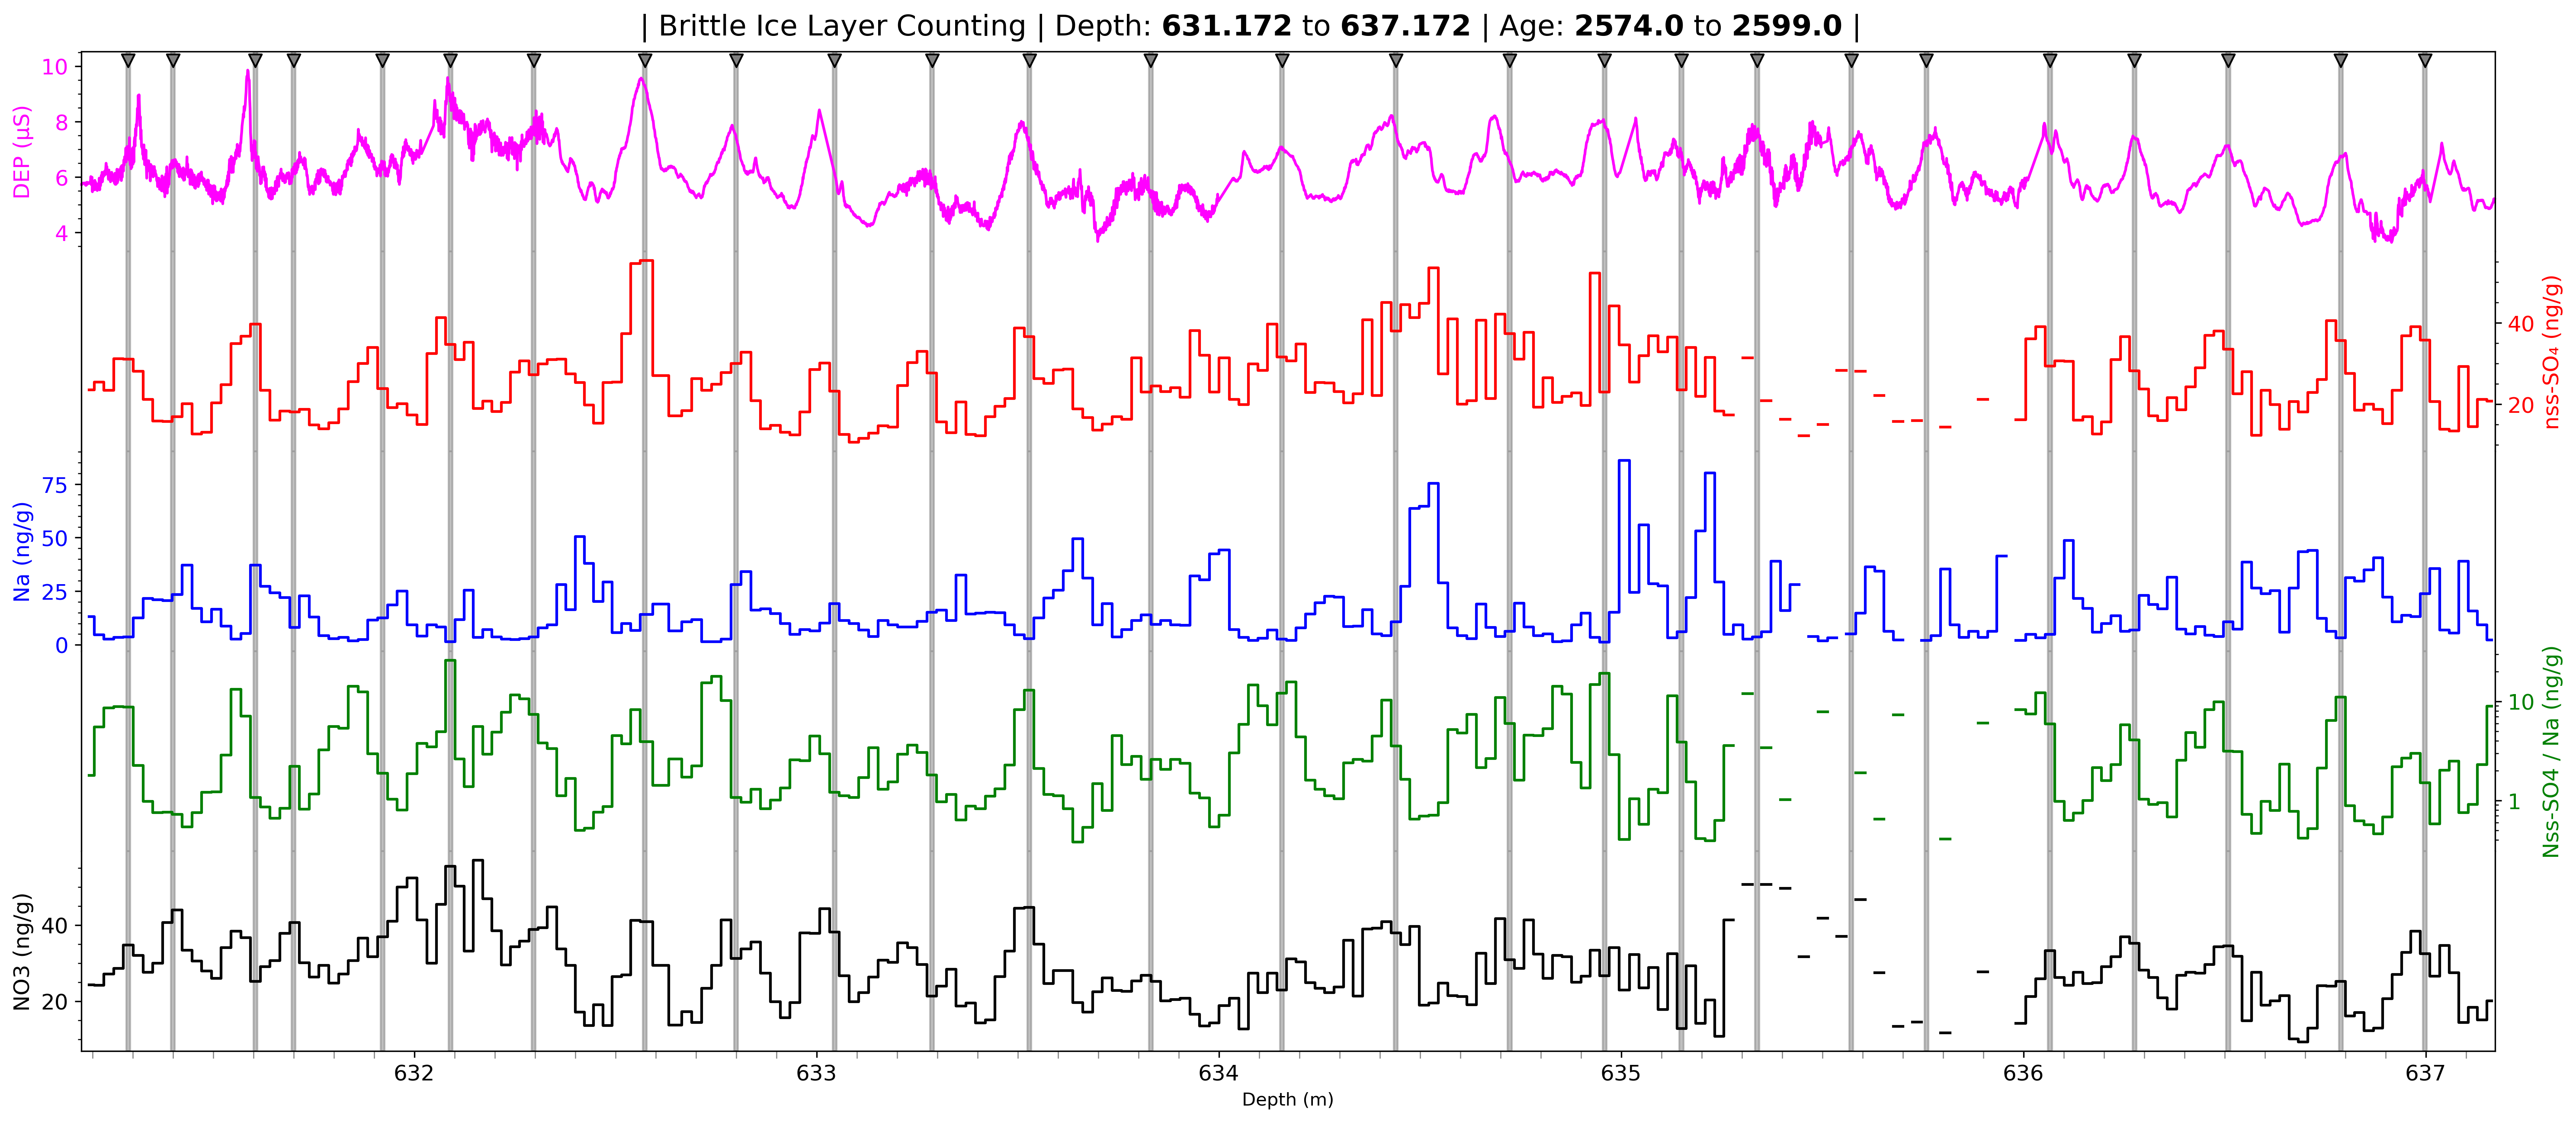 | Brittle Ice Layer Counting | Depth: 631.172 to 637.172 | Age: 2574.0 to 2599.0 |
DEP (µS)
10
8
6
4
nss-SO₄ (ng/g)
40
20
Na (ng/g)
75
50
25
0
Nss-SO4 / Na (ng/g)
10
1
NO3 (ng/g)
40
20
632
633
634
635
636
637
Depth (m)